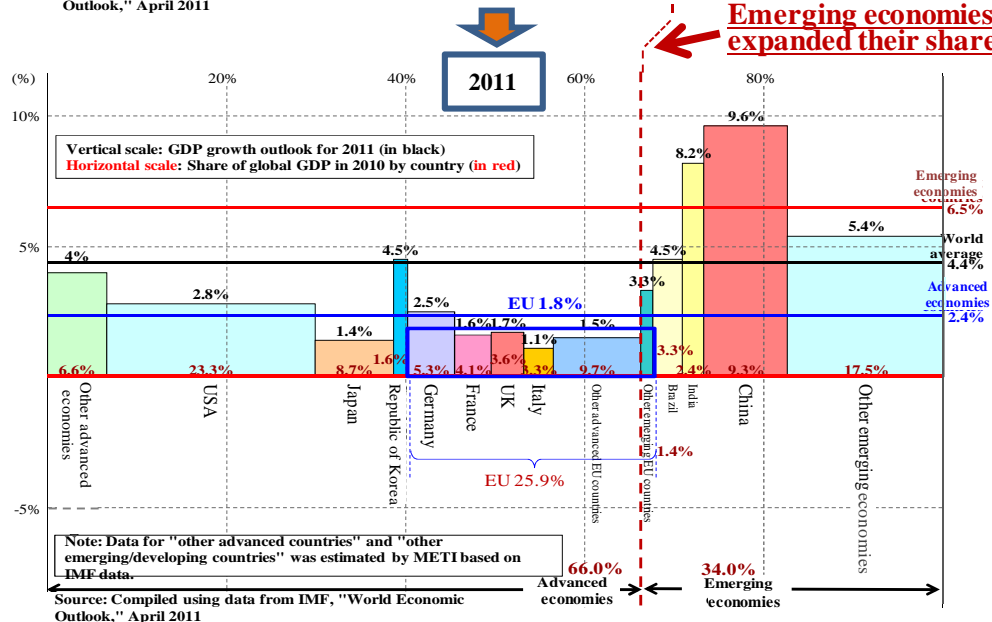 Outlook," April 2011
Emerging economies
expanded their share
2011
(%)
20%
40%
60%
80%
10%
5%
-5%
Vertical scale: GDP growth outlook for 2011 (in black)
Horizontal scale: Share of global GDP in 2010 by country (in red)
9.6%
8.2%
Emerging
economies
countries
6.5%
5.4%
World
average
4.4%
Advanced
economies
2.4%
4%
2.8%
1.4%
4.5%
2.5%
EU 1.8%
1.6%
1.7%
1.1%
1.5%
3.3%
4.5%
6.6%
23.3%
8.7%
1.6%
5.3%
4.1%
3.6%
3.3%
9.7%
3.3%
2.4%
9.3%
17.5%
Other advanced
economies
USA
Japan
Republic of Korea
Germany
France
UK
Italy
Other advanced EU countries
Other emerging EU countries
Brazil
India
China
Other emerging economies
1.4%
EU 25.9%
Note: Data for "other advanced countries" and "other
emerging/developing countries" was estimated by METI based on
IMF data.
66.0%
34.0%
Advanced
economies
Emerging
economies
Source: Compiled using data from IMF, "World Economic
Outlook," April 2011